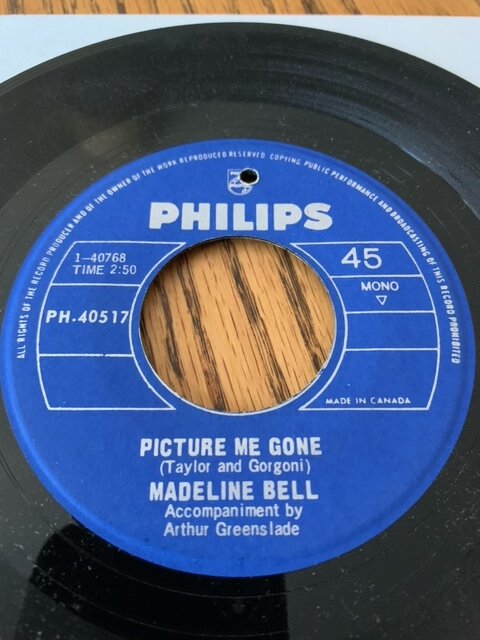 ALL RIGHTS OF THE RECORD PRODUCER AND OF THE OWNER OF THE WORK REPRODUCED RESERVED COPYING, PUBLIC PERFORMANCE AND BROADCASTING OF THIS RECORD PROHIBITED
PHILIPS
1-40768
TIME 2:50
PH.40517
45
MONO
MADE IN CANADA
PICTURE ME GONE
(Taylor and Gorgoni)
MADELINE BELL
Accompaniment by
Arthur Greenslade